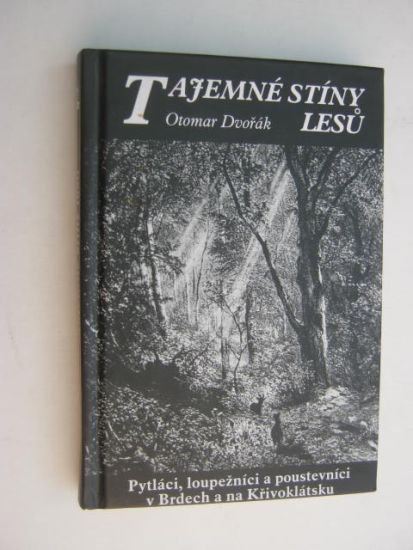 TAJEMNÉ STÍNY
Otomar Dvořák LESŮ
Pytláci, loupežníci a poustevníci
v Brdech a na Křivoklátsku